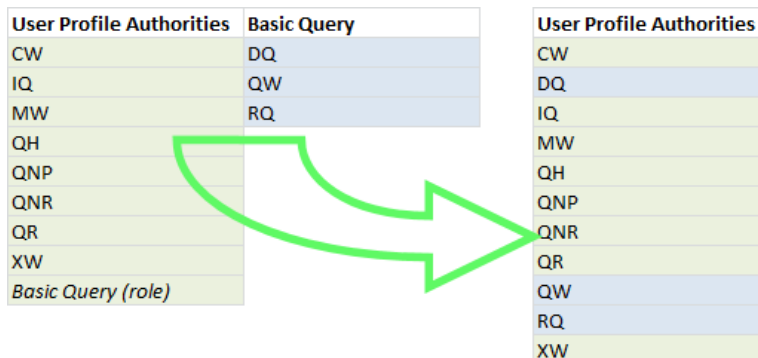 User Profile Authorities Basic Query
CW DQ
IQ QW
MW RQ
QH
QNP
QNR
QR
XW
Basic Query (role)
User Profile Authorities
CW
DQ
IQ
MW
QH
QNP
QNR
QR
QW
RQ
XW